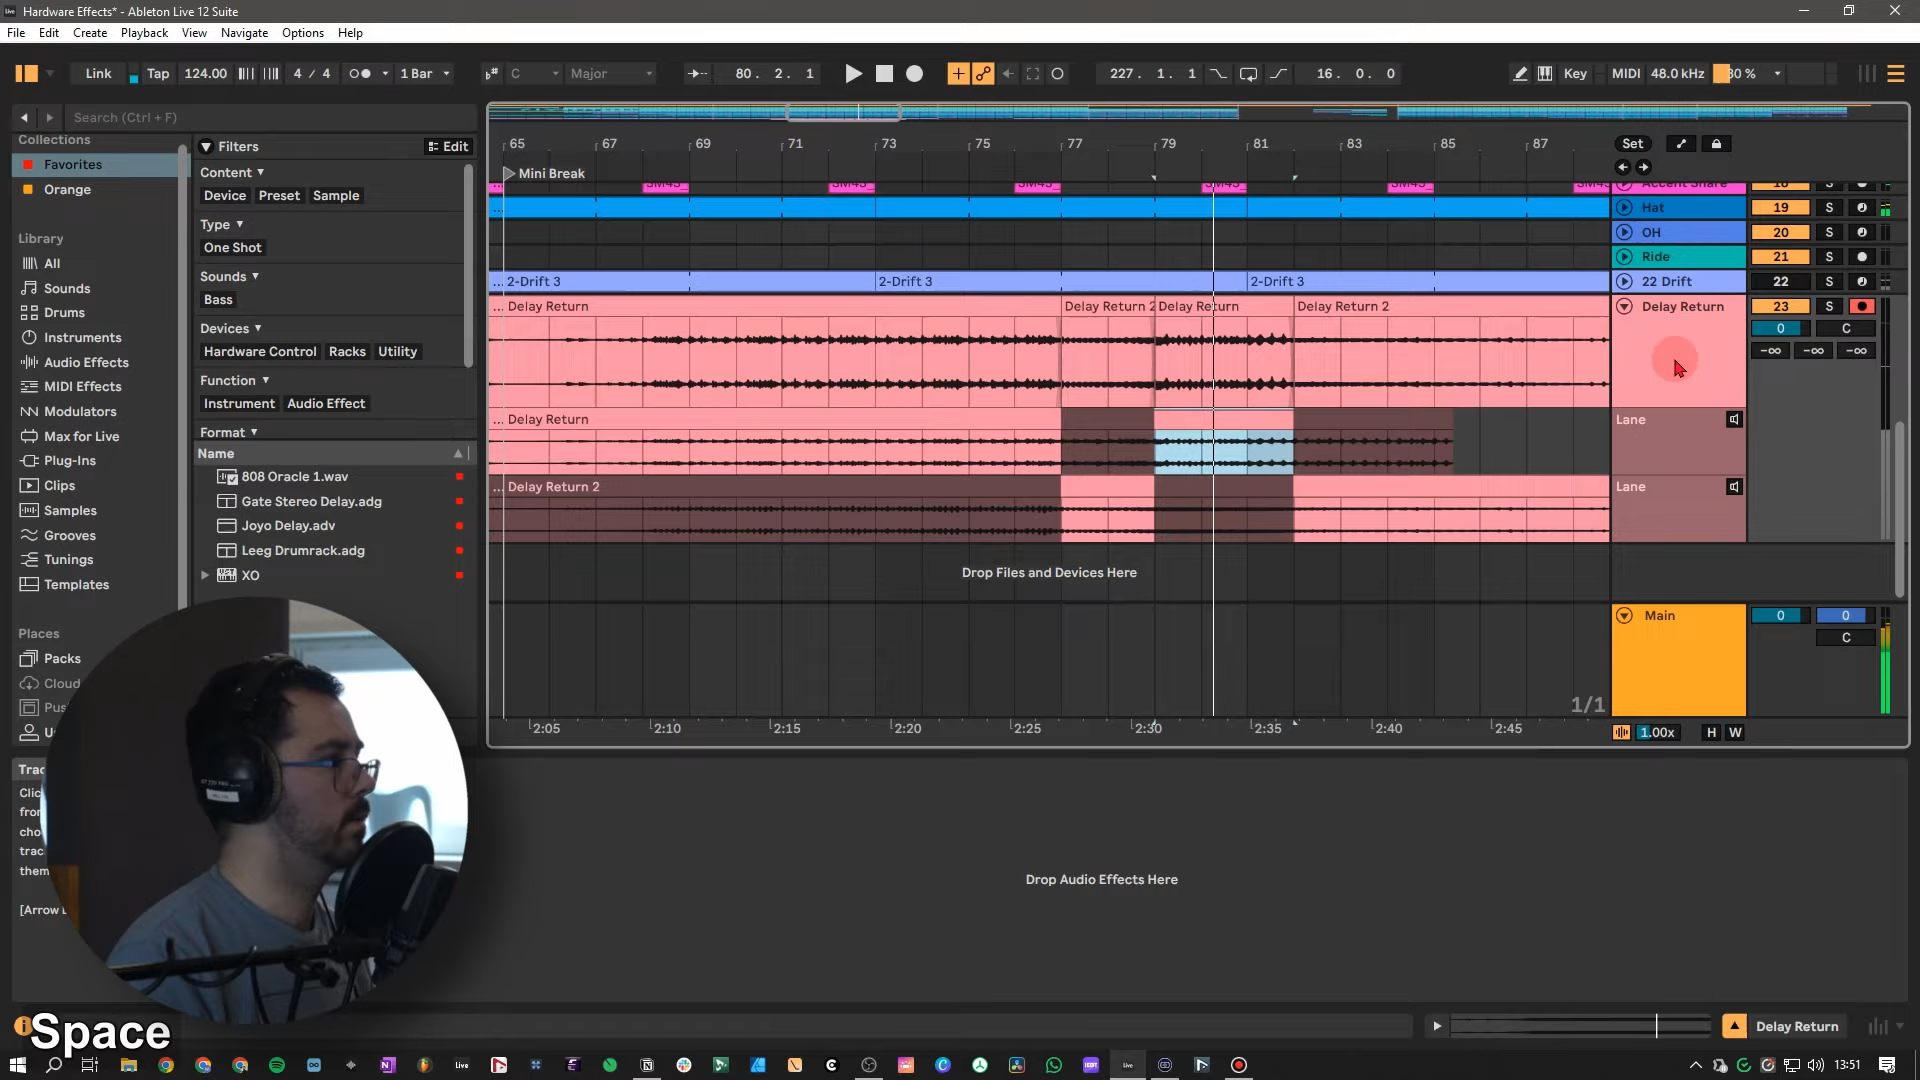 Hardware Effects* - Ableton Live 12 Suite
File Edit Create Playback View Navigate Options Help
Link Tap 124.00 4 / 4 1 Bar C Major 80. 2. 1 227. 1. 1 16. 0. 0 Key MIDI 48.0 kHz 80 %
Search (Ctrl + F)
Collections
Favorites
Orange
Library
All
Sounds
Drums
Instruments
Audio Effects
MIDI Effects
Modulators
Max for Live
Plug-Ins
Clips
Samples
Grooves
Tunings
Templates
Places
Packs
Cloud
Filters Edit
Content
Device Preset Sample
Type
One Shot
Sounds
Bass
Devices
Hardware Control Racks Utility
Function
Instrument Audio Effect
Format
Name
808 Oracle 1.wav
Gate Stereo Delay.adg
Joyo Delay.adv
Leeg Drumrack.adg
XO
65 67 69 71 73 75 77 79 81 83 85 87
Set
Mini Break
Hat 19 S
OH 20 S
Ride 21 S
... 2-Drift 3 2-Drift 3 2-Drift 3 22 Drift 22 S
... Delay Return Delay Return 2 Delay Return Delay Return 2 Delay Return 23 S
0 C
-∞ -∞ -∞
... Delay Return Lane
... Delay Return 2 Lane
Drop Files and Devices Here
Main 0 0
C
1/1
2:05 2:10 2:15 2:20 2:25 2:30 2:35 2:40 2:45
1.00x H W
Drop Audio Effects Here
Space
Delay Return
13:51